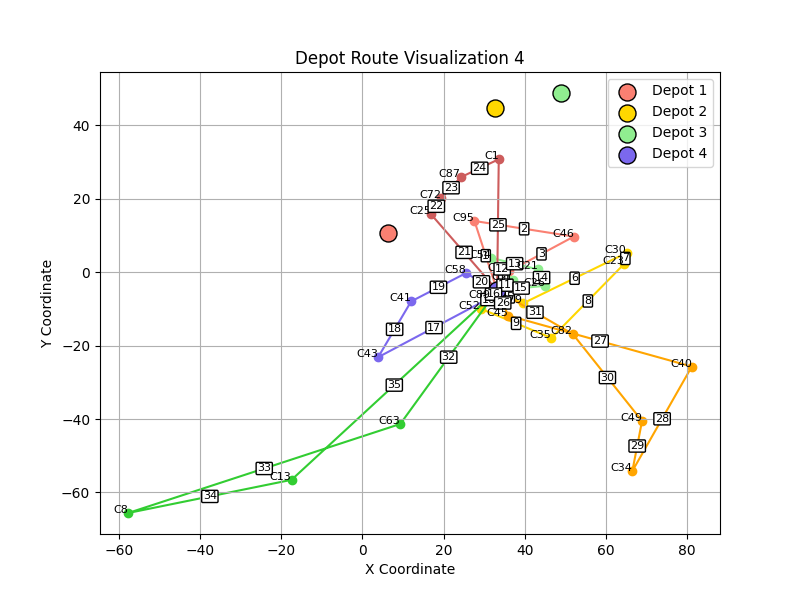 Depot Route Visualization 4
Depot 1
Depot 2
Depot 3
Depot 4
Y Coordinate
40
20
0
−20
−40
−60
−60
−40
−20
0
20
40
60
80
X Coordinate
C1
24
C87
23
C72
22
C25
C95
25
2
C46
21
3
C30
C23
7
13
12
C21
14
C58
6
20
11
15
C41
19
26
8
C52
31
C45
9
18
17
C35
C82
27
C43
32
C40
35
30
C63
C49
28
29
33
C13
C34
34
C8